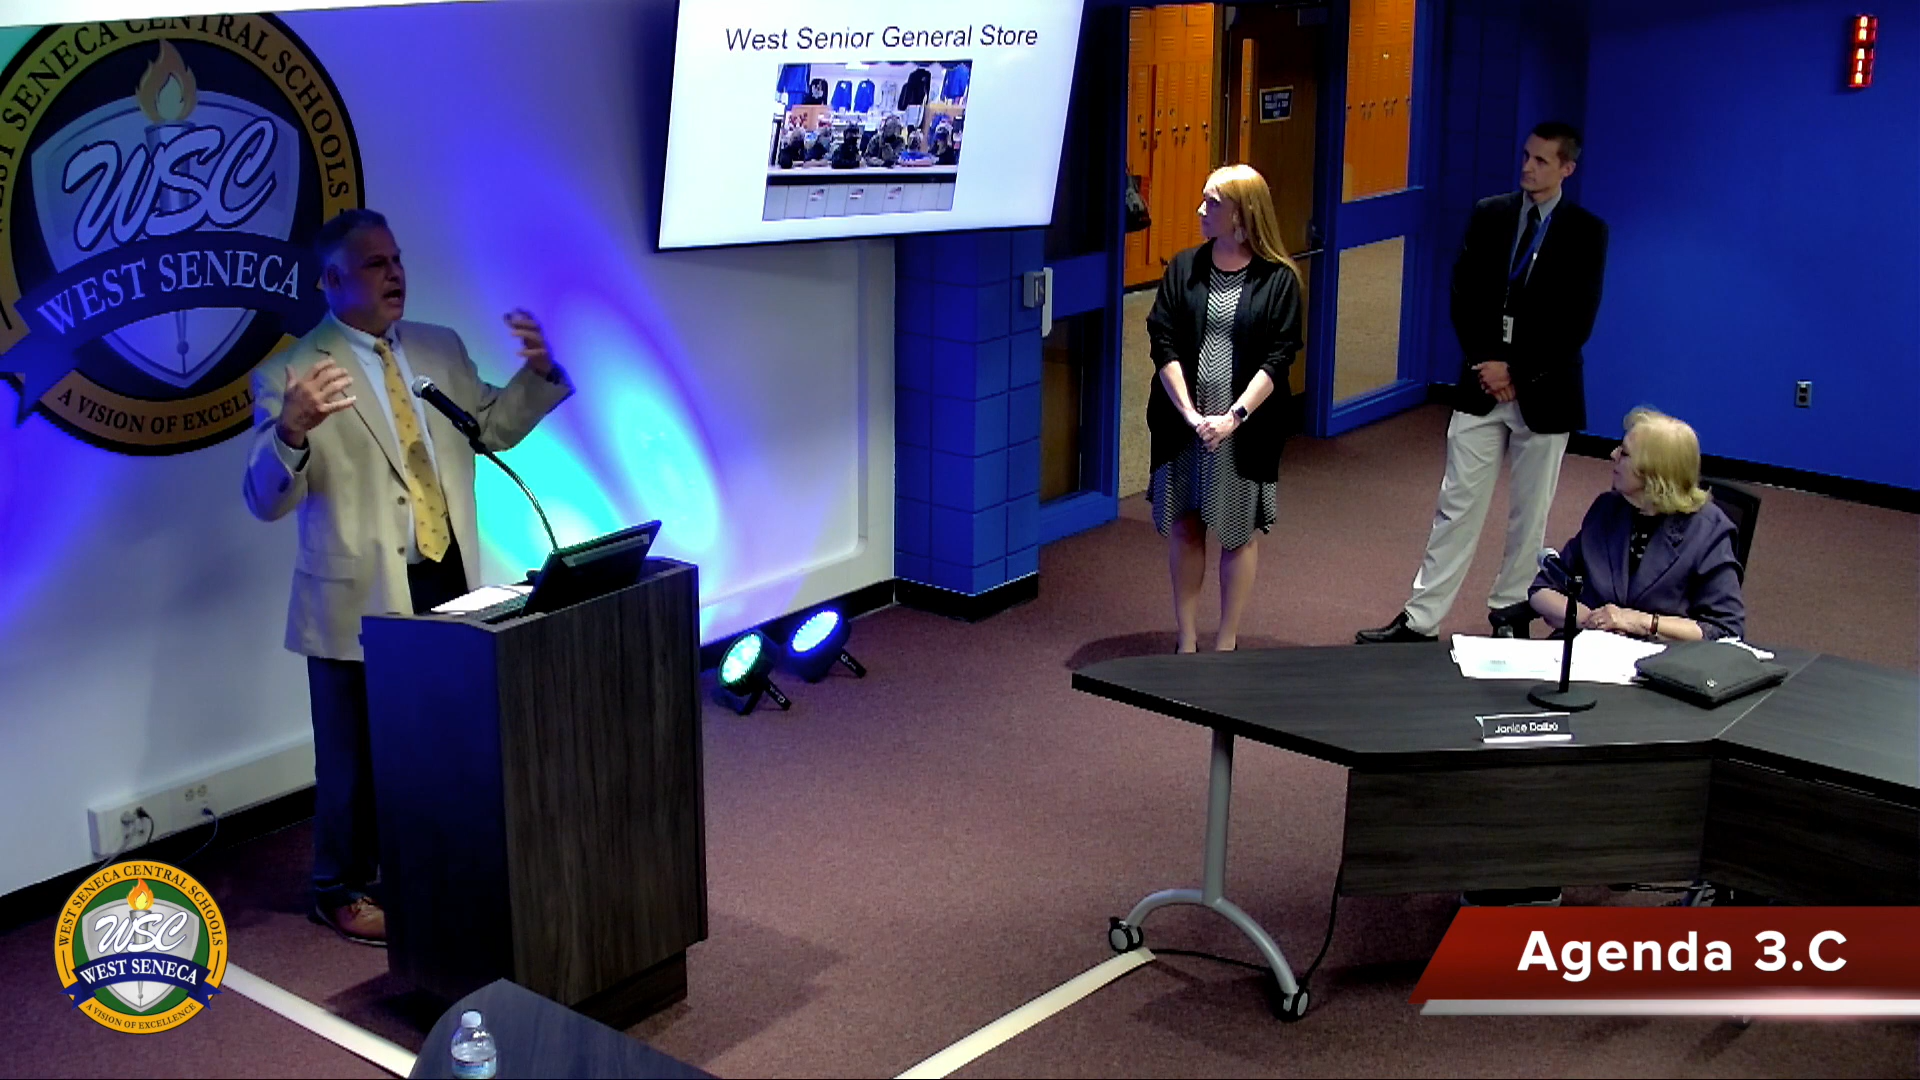 WEST SENECA CENTRAL SCHOOLS
WSC
WEST SENECA
A VISION OF EXCELL
West Senior General Store
Janice Dalbo
WEST SENECA CENTRAL SCHOOLS
WSC
WEST SENECA
A VISION OF EXCELLENCE
Agenda 3.C